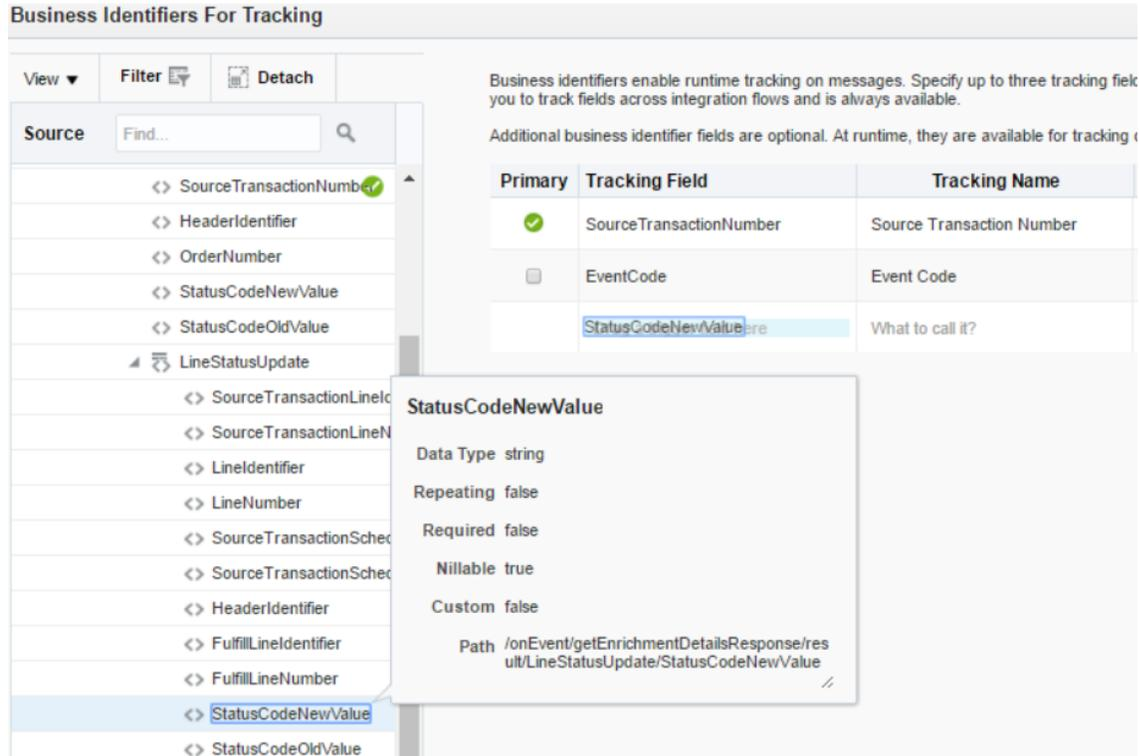 Business Identifiers For Tracking
View ▼ Filter Detach
Source Find...
SourceTransactionNumber
HeaderIdentifier
OrderNumber
StatusCodeNewValue
StatusCodeOldValue
LineStatusUpdate
SourceTransactionLineId
SourceTransactionLineN
LineIdentifier
LineNumber
SourceTransactionSched
SourceTransactionSched
HeaderIdentifier
FulfillLineIdentifier
FulfillLineNumber
StatusCodeNewValue
StatusCodeOldValue
Business identifiers enable runtime tracking on messages. Specify up to three tracking field
you to track fields across integration flows and is always available.
Additional business identifier fields are optional. At runtime, they are available for tracking
Primary Tracking Field Tracking Name
SourceTransactionNumber Source Transaction Number
EventCode Event Code
StatusCodeNewValue ere What to call it?
StatusCodeNewValue
Data Type string
Repeating false
Required false
Nillable true
Custom false
Path /onEvent/getEnrichmentDetailsResponse/res
ult/LineStatusUpdate/StatusCodeNewValue